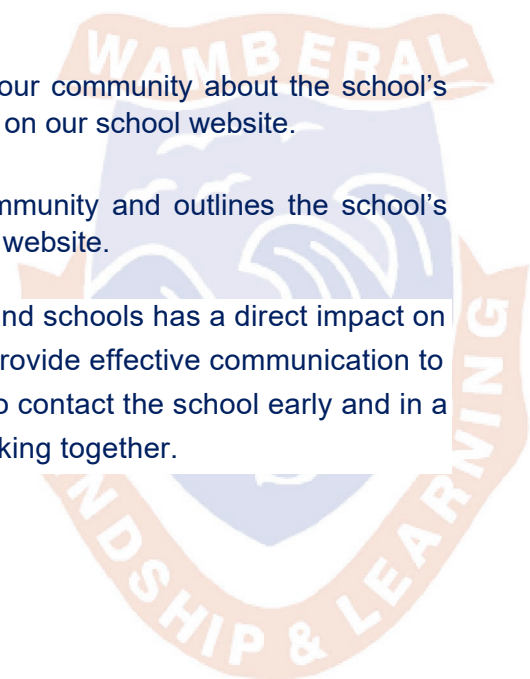 WAMBERAL
our community about the school's
on our school website.
mmunity and outlines the school's
website.
nd schools has a direct impact on
rovide effective communication to
o contact the school early and in a
king together.
NDSHIP & LEARNING